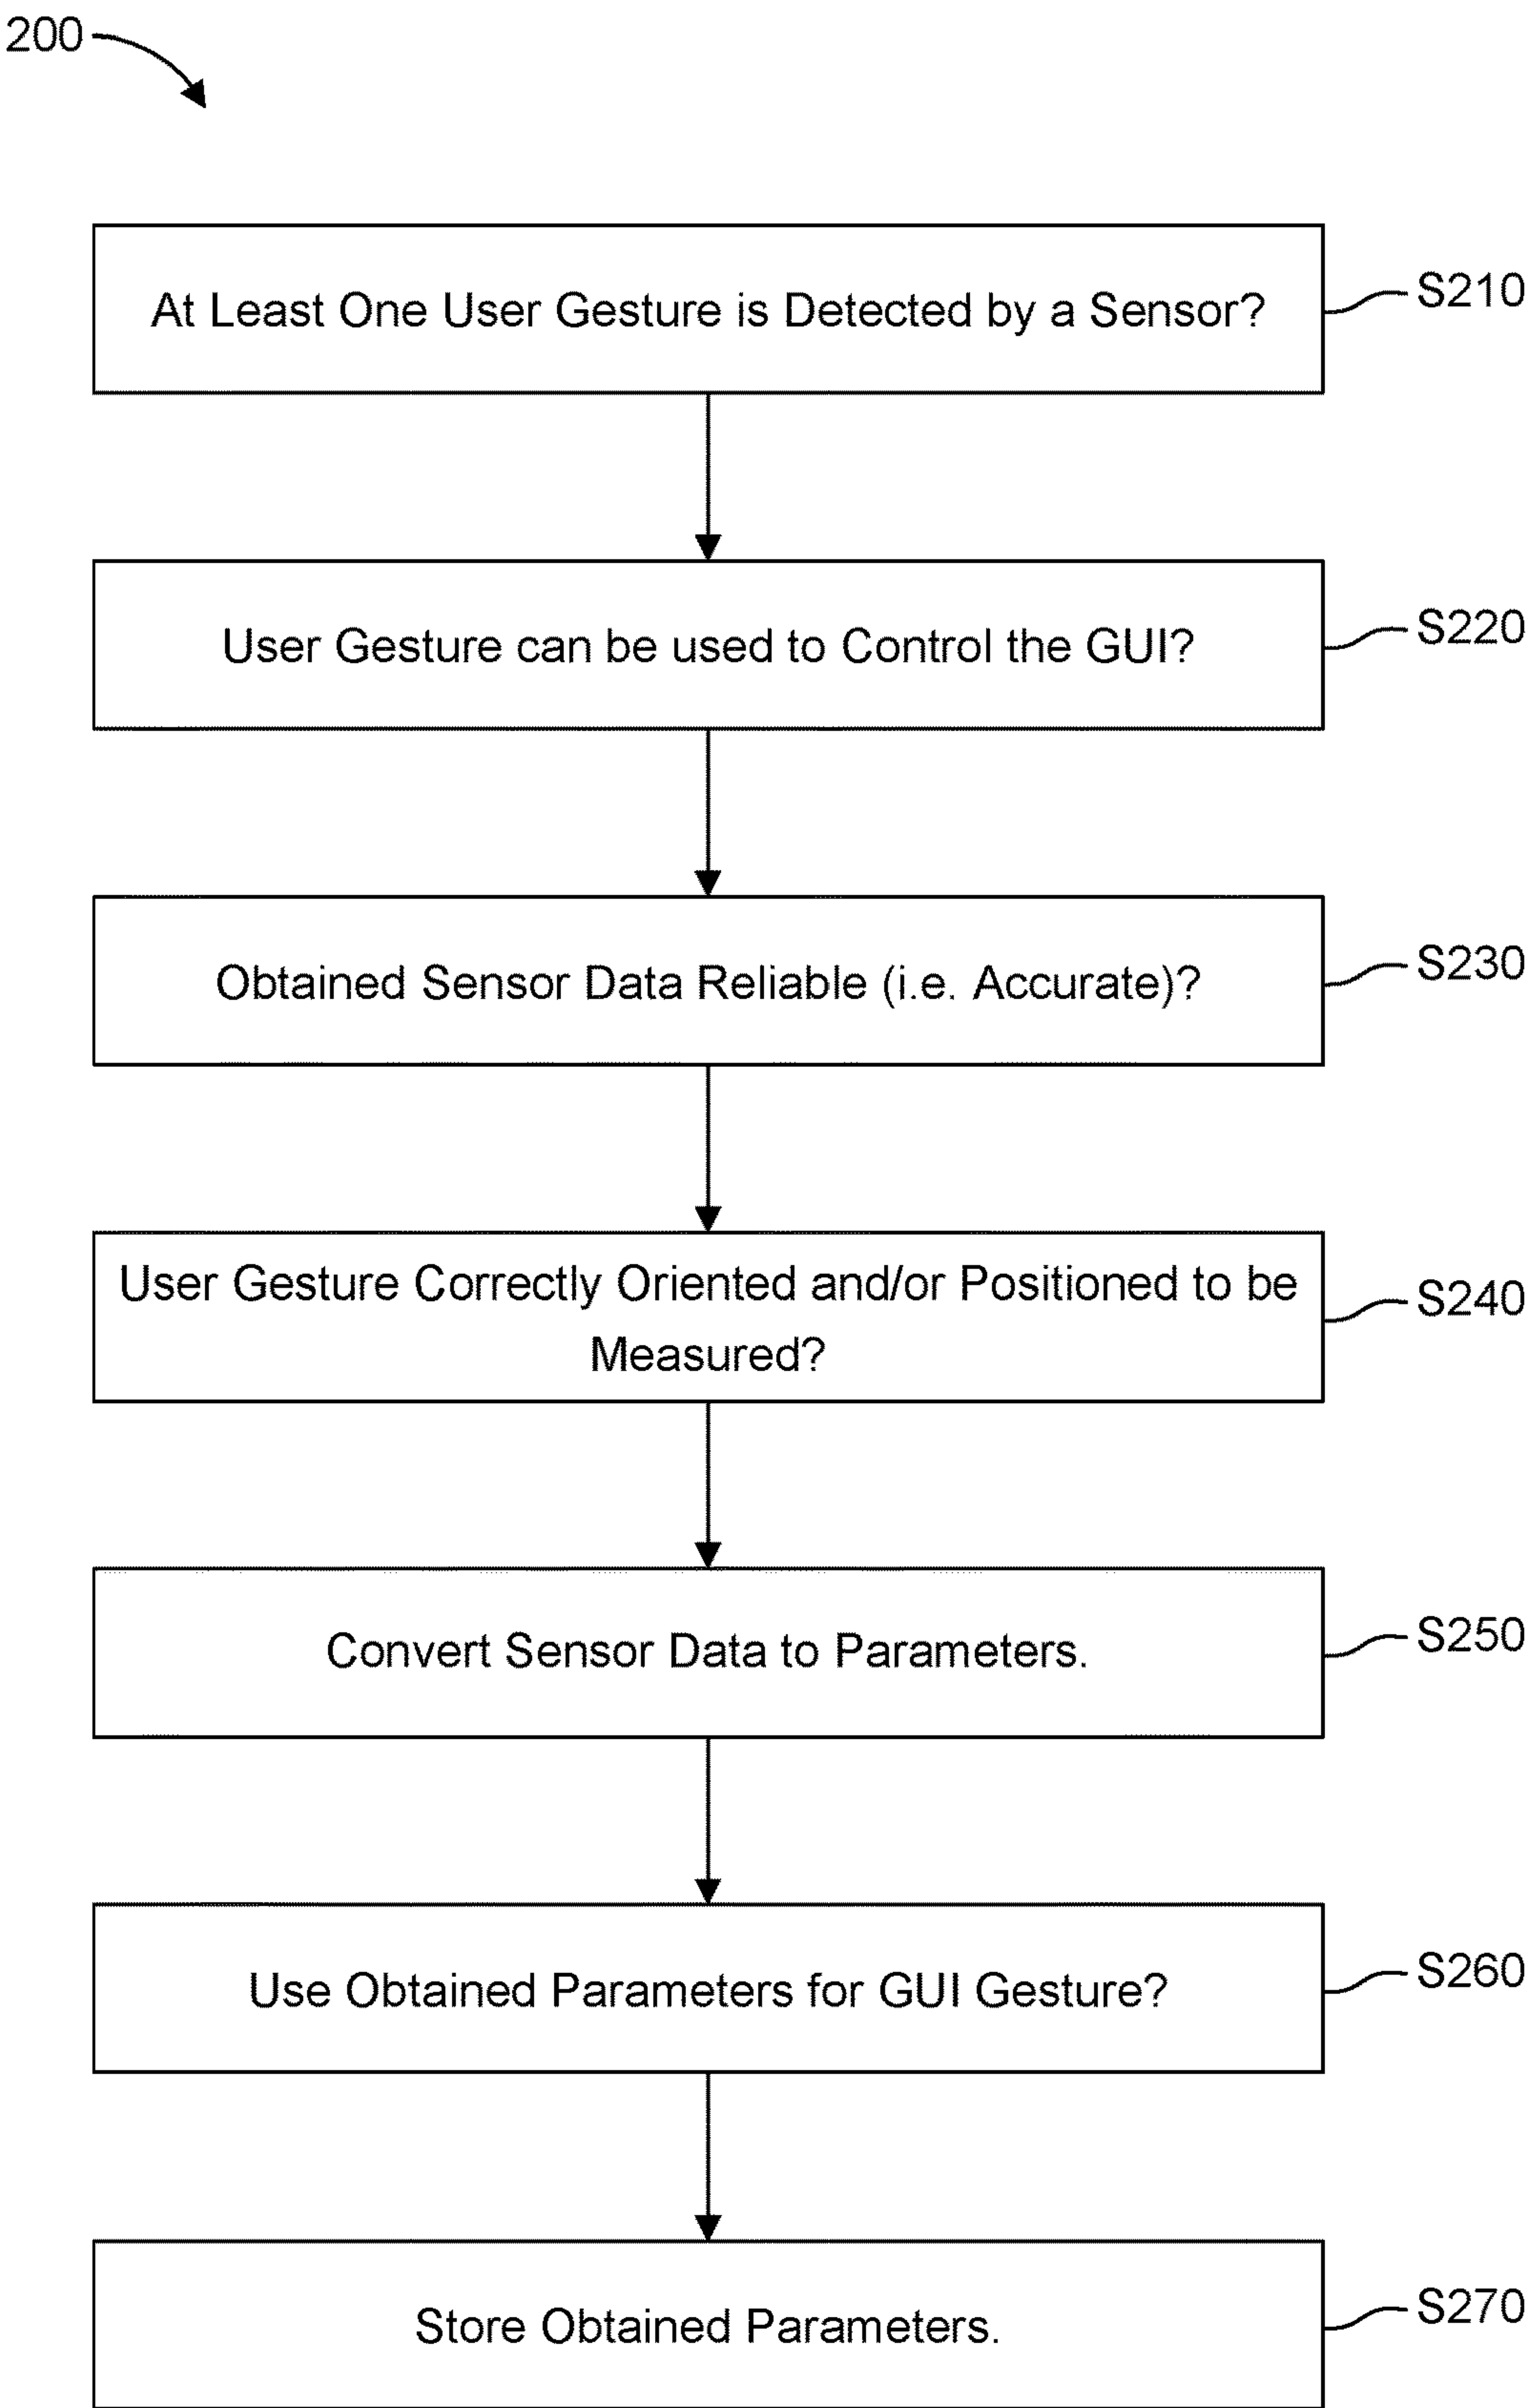 200
At Least One User Gesture is Detected by a Sensor?
S210
User Gesture can be used to Control the GUI?
S220
Obtained Sensor Data Reliable (i.e. Accurate)?
S230
User Gesture Correctly Oriented and/or Positioned to be
Measured?
S240
Convert Sensor Data to Parameters.
S250
Use Obtained Parameters for GUI Gesture?
S260
Store Obtained Parameters.
S270